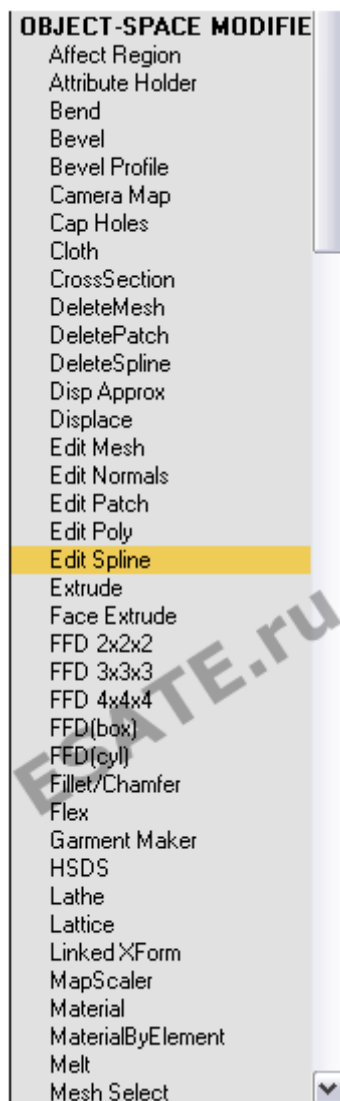 OBJECT-SPACE MODIFIE
Affect Region
Attribute Holder
Bend
Bevel
Bevel Profile
Camera Map
Cap Holes
Cloth
CrossSection
DeleteMesh
DeletePatch
DeleteSpline
Disp Approx
Displace
Edit Mesh
Edit Normals
Edit Patch
Edit Poly
Edit Spline
Extrude
Face Extrude
FFD 2x2x2
FFD 3x3x3
FFD 4x4x4
FFD(box)
FFD(cyl)
Fillet/Chamfer
Flex
Garment Maker
HSDS
Lathe
Lattice
Linked XForm
MapScaler
Material
MaterialByElement
Melt
Mesh Select
ESATE.ru